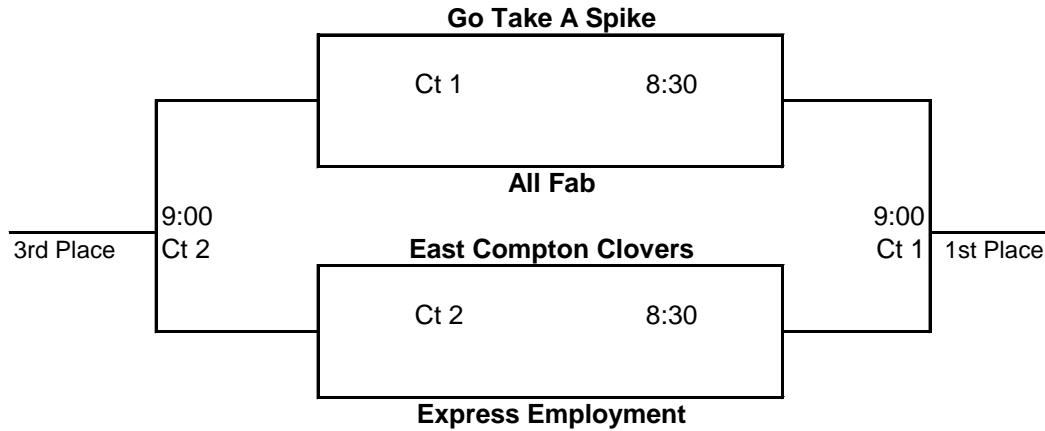 Go Take A Spike
Ct 1 8:30
All Fab
9:00 9:00
3rd Place Ct 2 East Compton Clovers Ct 1 1st Place
Ct 2 8:30
Express Employment